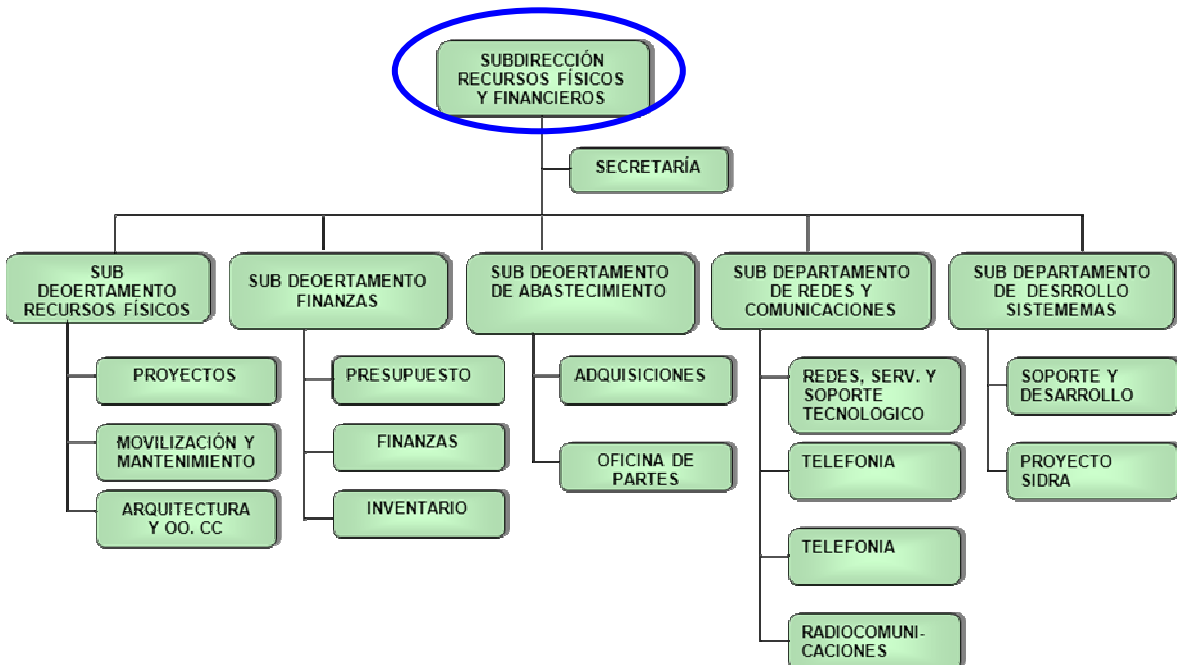 SUBDIRECCIÓN
RECURSOS FÍSICOS
Y FINANCIEROS
SECRETARÍA
SUB
DEOERTAMENTO
RECURSOS FÍSICOS
PROYECTOS
MOVILIZACIÓN Y
MANTENIMIENTO
ARQUITECTURA
Y OO. CC
SUB DEOERTAMENTO
FINANZAS
PRESUPUESTO
FINANZAS
INVENTARIO
SUB DEOERTAMENTO
DE ABASTECIMIENTO
ADQUISICIONES
OFICINA DE
PARTES
SUB DEPARTAMENTO
DE REDES Y
COMUNICACIONES
REDES, SERV. Y
SOPORTE
TECNOLOGICO
TELEFONIA
TELEFONIA
RADIOCOMUNI-
CACIONES
SUB DEPARTAMENTO
DE DESRROLLO
SISTEMEMAS
SOPORTE Y
DESARROLLO
PROYECTO
SIDRA